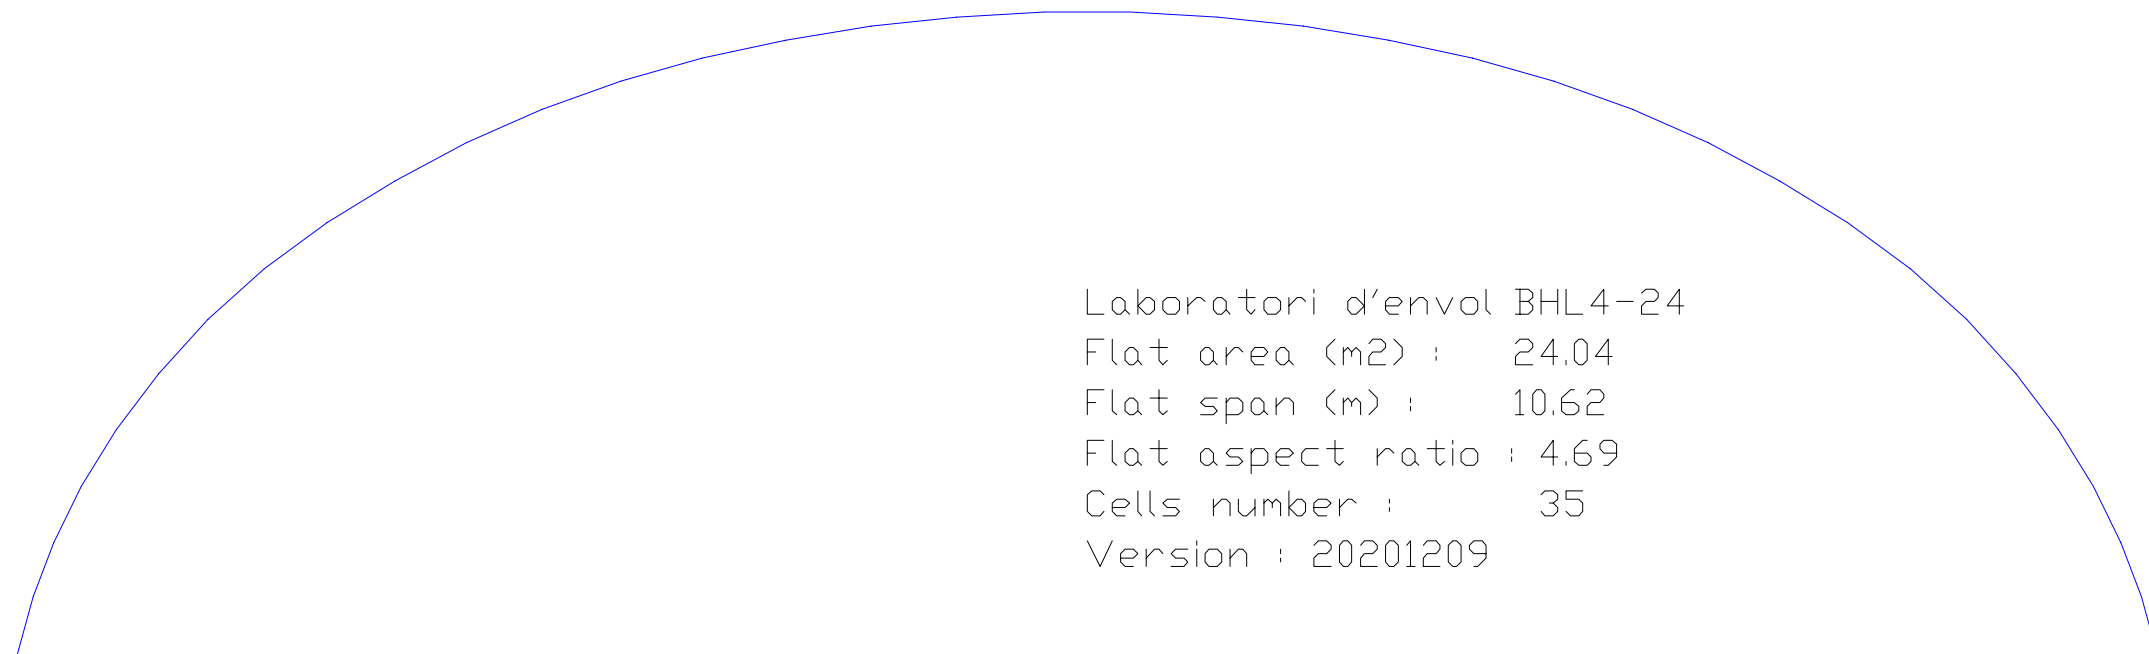 Laboratori d'envol BHL4-24
Flat area (m2) : 24.04
Flat span (m) : 10.62
Flat aspect ratio : 4.69
Cells number : 35
Version : 20201209